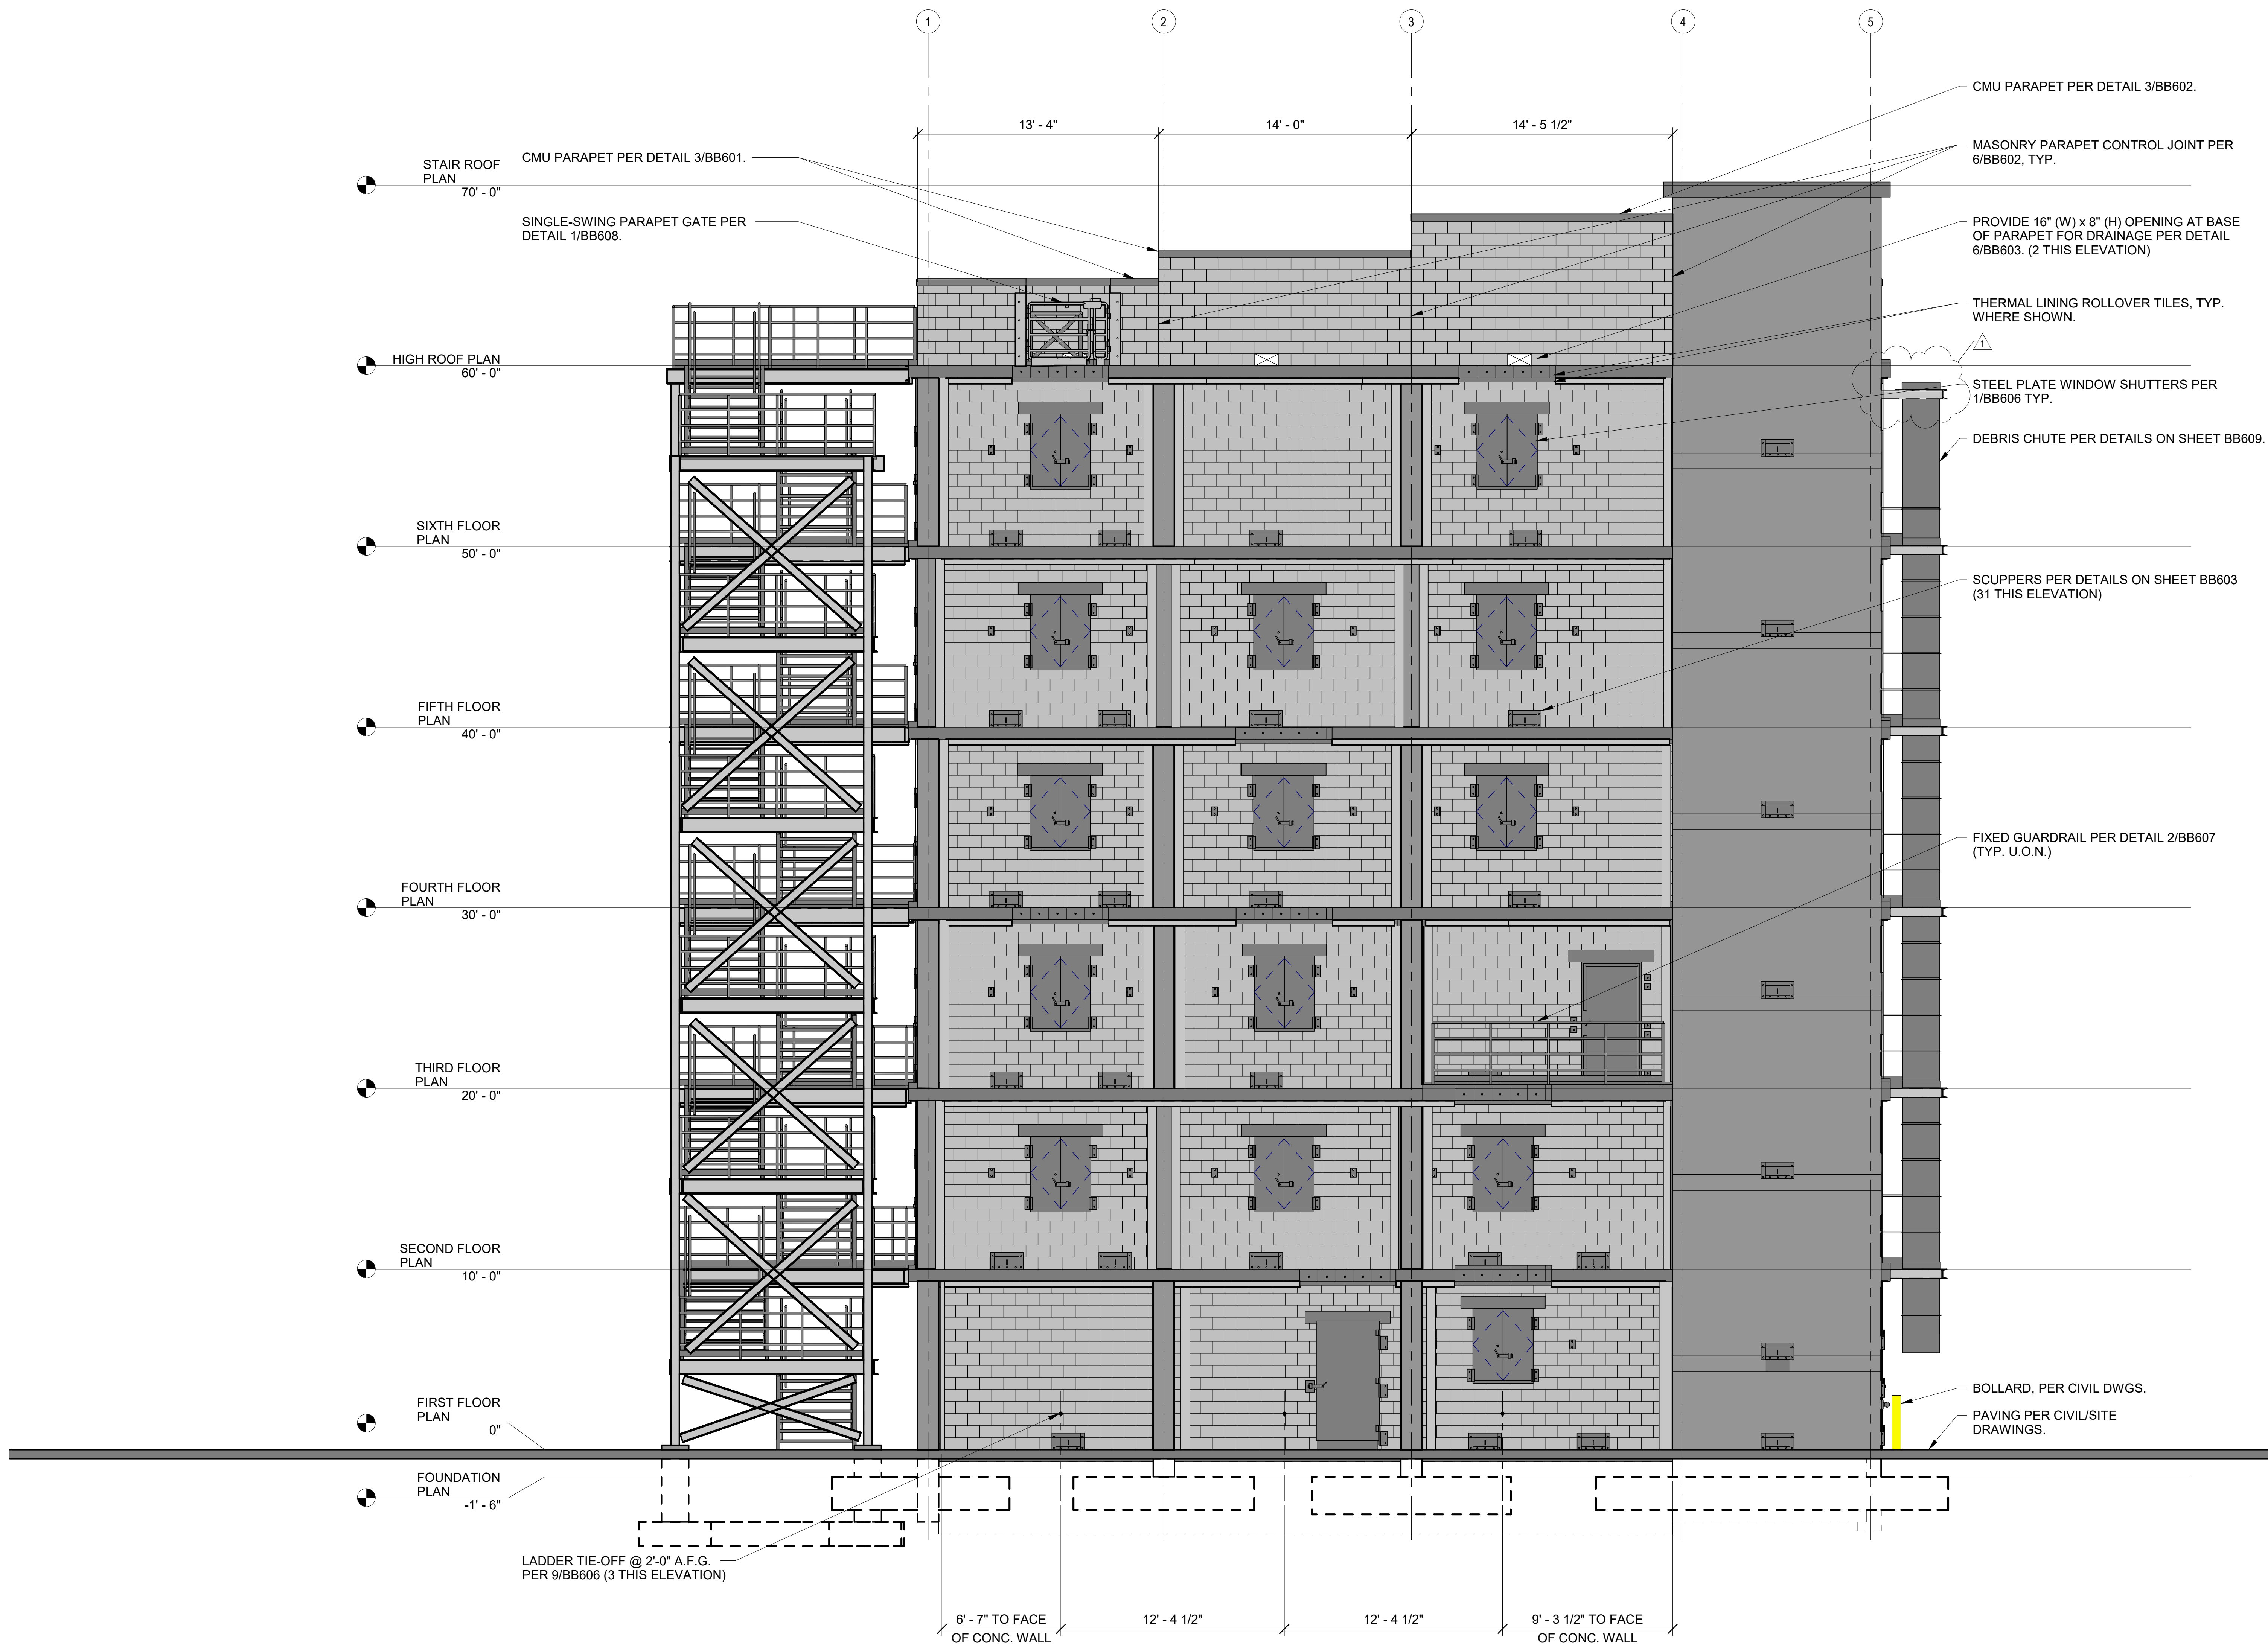 1
2
3
4
5
13' - 4"
14' - 0"
14' - 5 1/2"
CMU PARAPET PER DETAIL 3/BB602.
MASONRY PARAPET CONTROL JOINT PER
6/BB602, TYP.
PROVIDE 16" (W) x 8" (H) OPENING AT BASE
OF PARAPET FOR DRAINAGE PER DETAIL
6/BB603. (2 THIS ELEVATION)
THERMAL LINING ROLLOVER TILES, TYP.
WHERE SHOWN.
1
STEEL PLATE WINDOW SHUTTERS PER
1/BB606 TYP.
DEBRIS CHUTE PER DETAILS ON SHEET BB609.
SCUPPERS PER DETAILS ON SHEET BB603
(31 THIS ELEVATION)
FIXED GUARDRAIL PER DETAIL 2/BB607
(TYP. U.O.N.)
BOLLARD, PER CIVIL DWGS.
PAVING PER CIVIL/SITE
DRAWINGS.
CMU PARAPET PER DETAIL 3/BB601.
SINGLE-SWING PARAPET GATE PER
DETAIL 1/BB608.
STAIR ROOF
PLAN
70' - 0"
HIGH ROOF PLAN
60' - 0"
SIXTH FLOOR
PLAN
50' - 0"
FIFTH FLOOR
PLAN
40' - 0"
FOURTH FLOOR
PLAN
30' - 0"
THIRD FLOOR
PLAN
20' - 0"
SECOND FLOOR
PLAN
10' - 0"
FIRST FLOOR
PLAN
0"
FOUNDATION
PLAN
-1' - 6"
LADDER TIE-OFF @ 2'-0" A.F.G.
PER 9/BB606 (3 THIS ELEVATION)
6' - 7" TO FACE
OF CONC. WALL
12' - 4 1/2"
12' - 4 1/2"
9' - 3 1/2" TO FACE
OF CONC. WALL